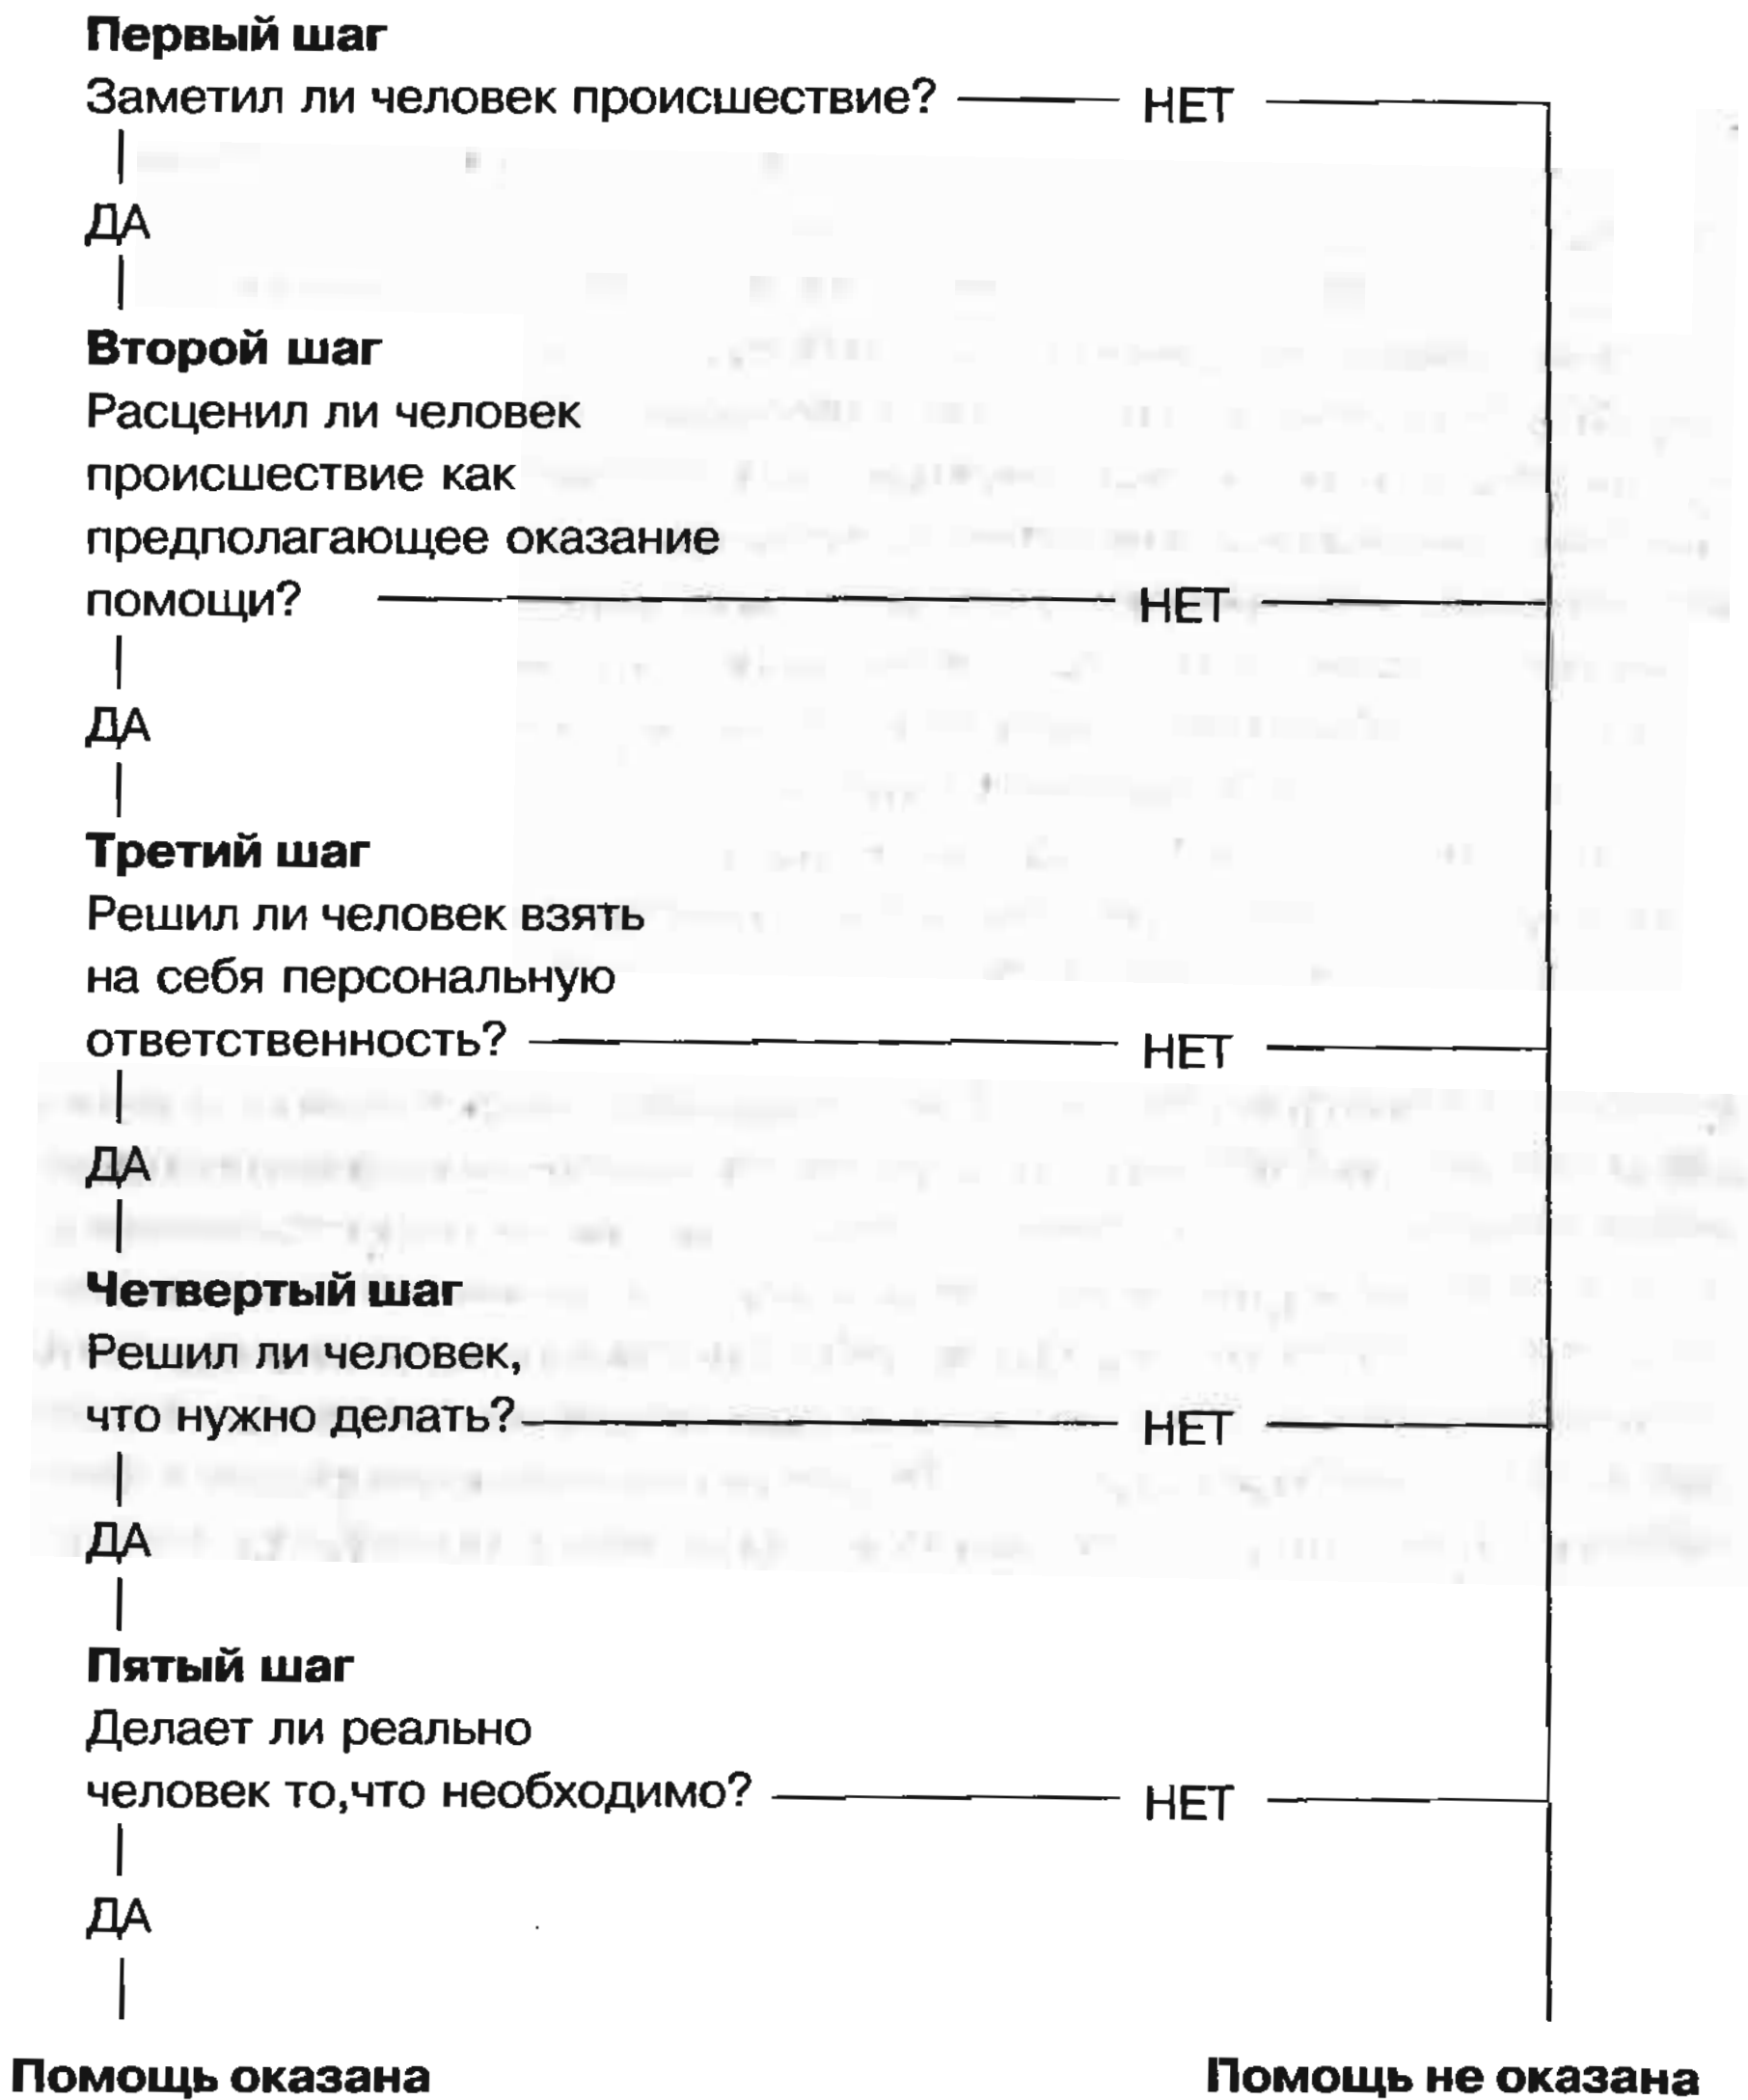 Первый шаг
Заметил ли человек происшествие? НЕТ
ДА
Второй шаг
Расценил ли человек
происшествие как
предполагающее оказание
помощи? НЕТ
ДА
Третий шаг
Решил ли человек взять
на себя персональную
ответственность? НЕТ
ДА
Четвертый шаг
Решил ли человек,
что нужно делать? НЕТ
ДА
Пятый шаг
Делает ли реально
человек то,что необходимо? НЕТ
ДА
Помощь оказана Помощь не оказана